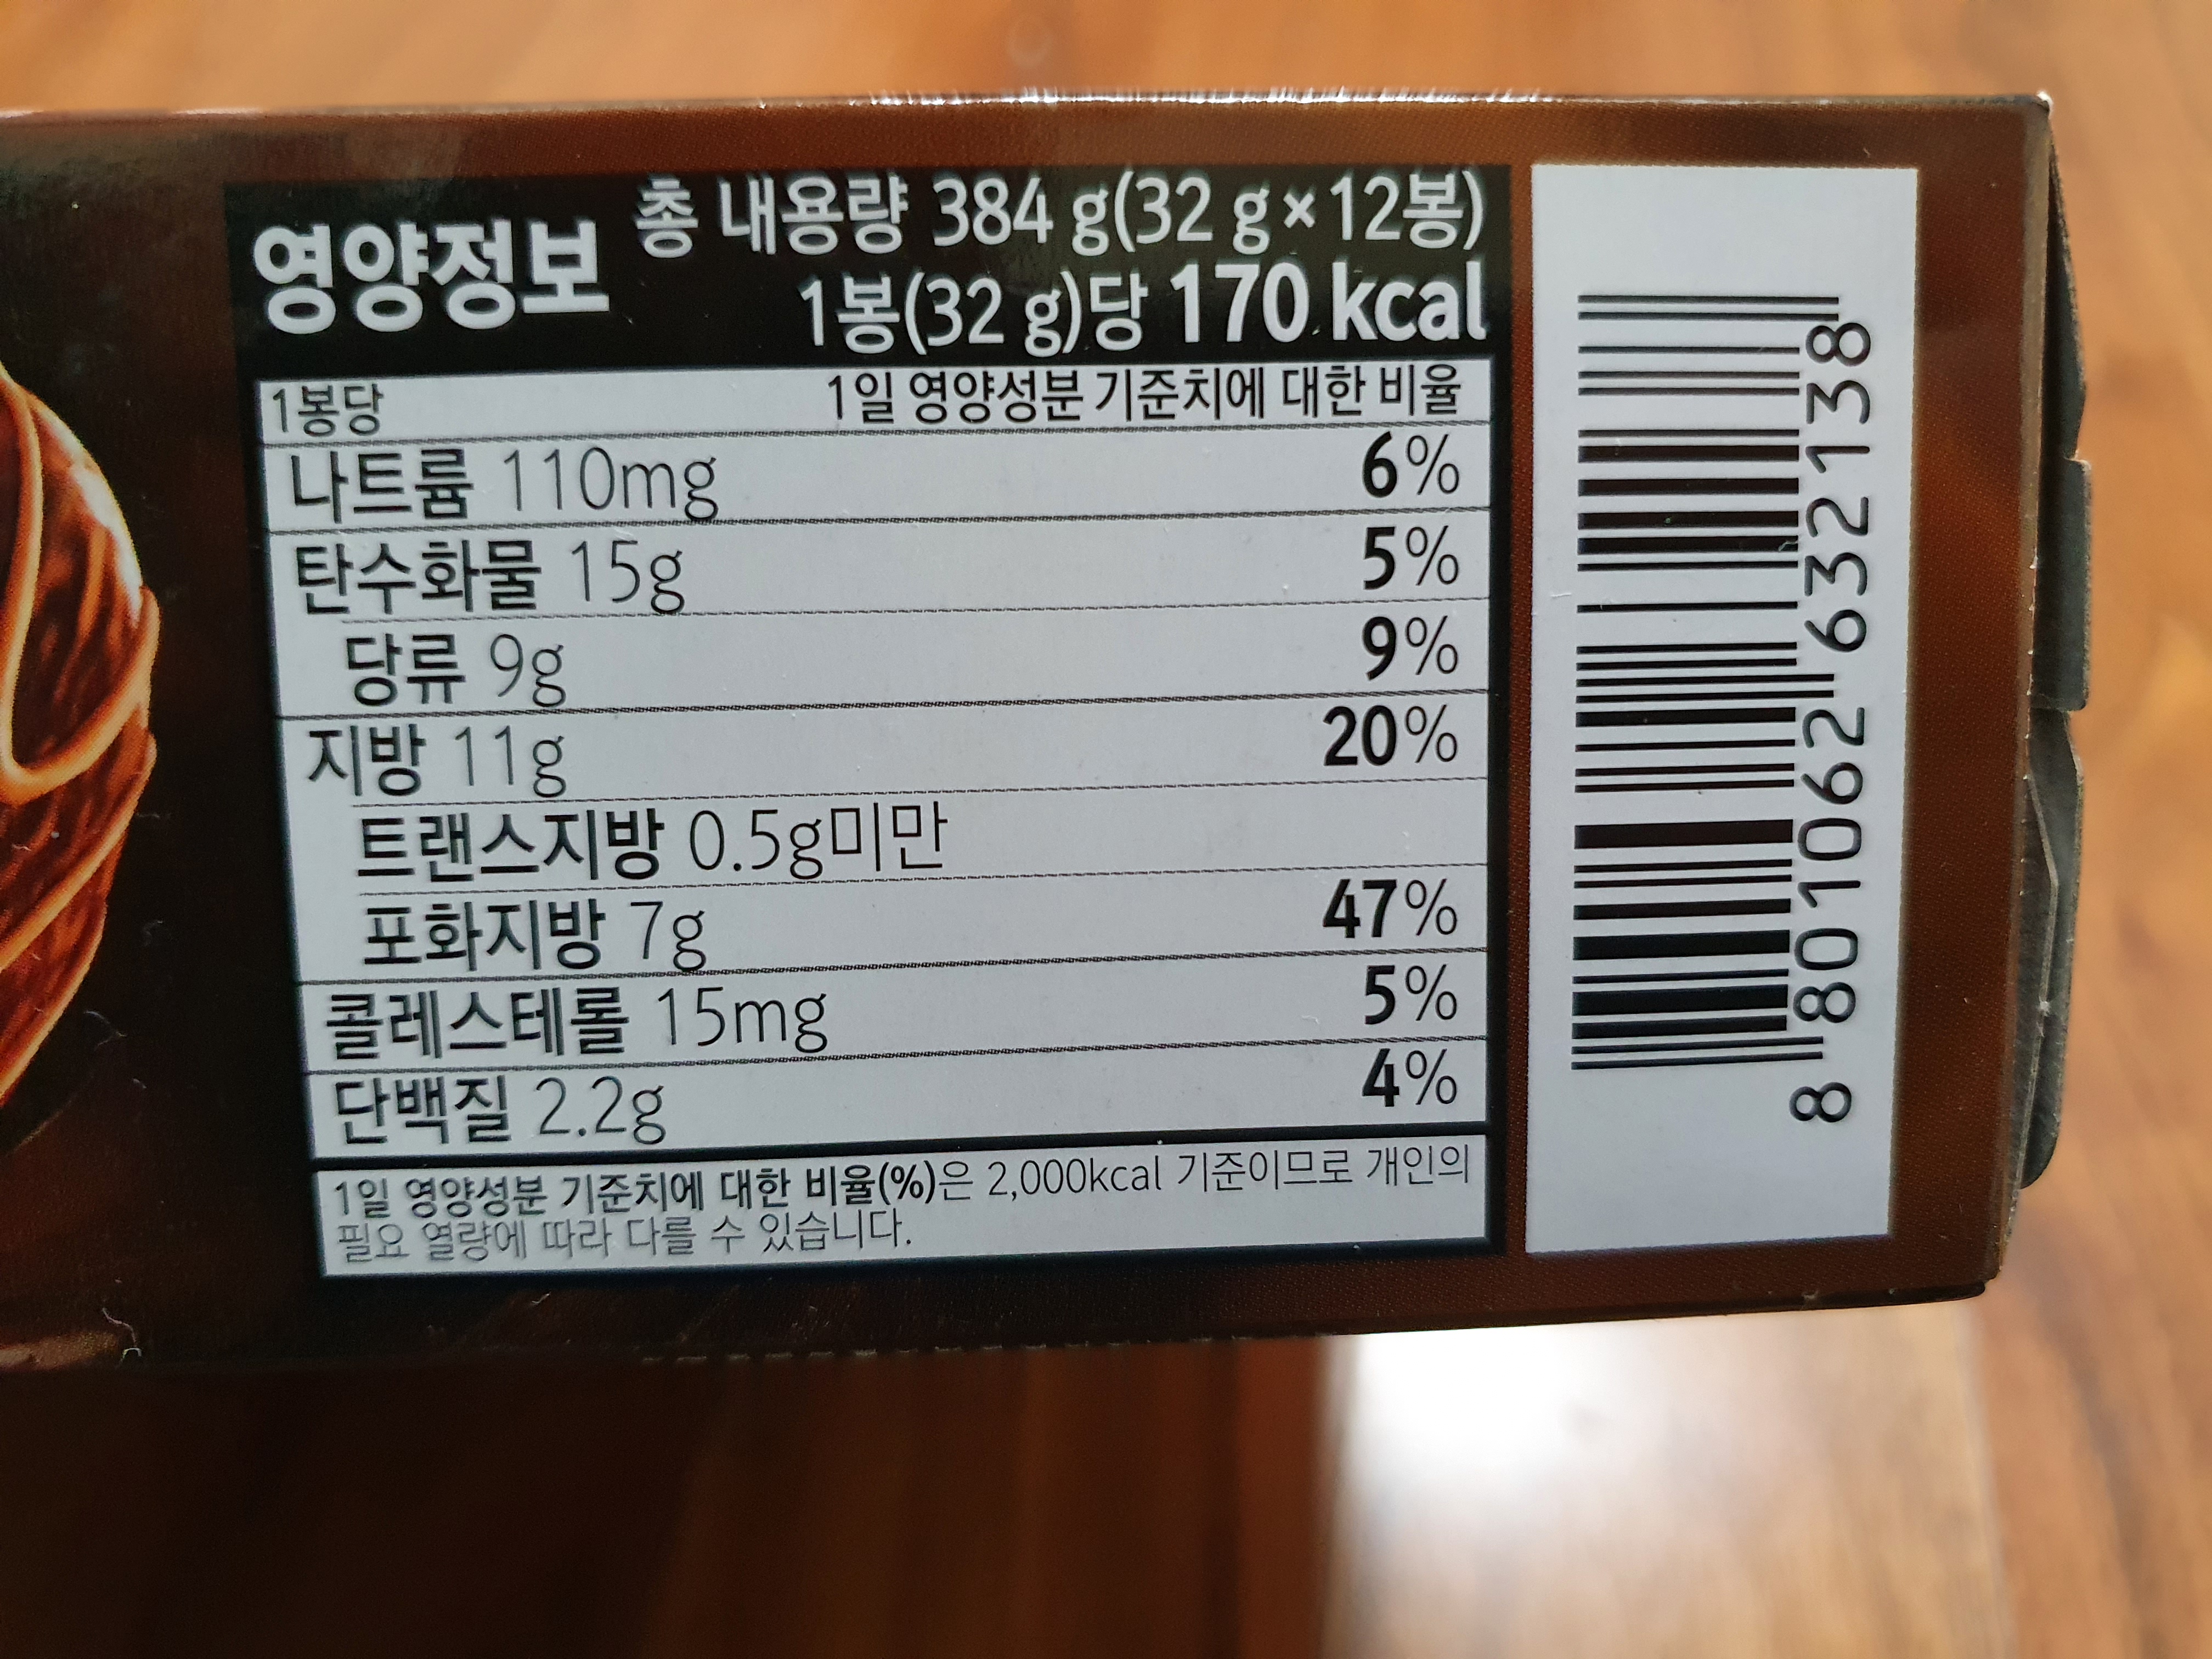 영양정보
총 내용량 384 g(32 g×12봉)
1봉(32 g)당 170 kcal
1봉당 1일 영양성분 기준치에 대한 비율
나트륨 110mg 6%
탄수화물 15g 5%
당류 9g 9%
지방 11g 20%
트랜스지방 0.5g미만
포화지방 7g 47%
콜레스테롤 15mg 5%
단백질 2.2g 4%
1일 영양성분 기준치에 대한 비율(%)은 2,000kcal 기준이므로 개인의
필요 열량에 따라 다를 수 있습니다.
8 801062 632138